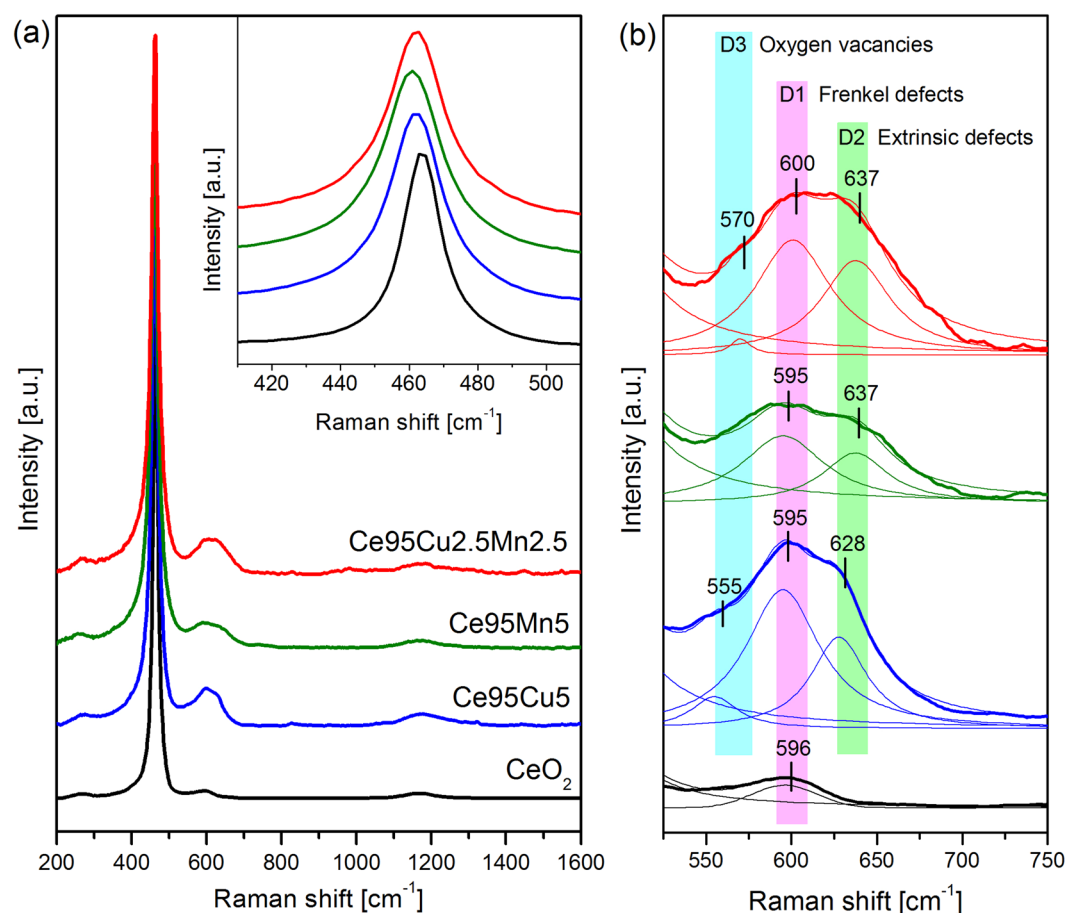 (a)
Intensity [a.u.]
Intensity [a.u.]
420 440 460 480 500
Raman shift [cm⁻¹]
Ce95Cu2.5Mn2.5
Ce95Mn5
Ce95Cu5
CeO₂
200 400 600 800 1000 1200 1400 1600
Raman shift [cm⁻¹]
(b)
D3 Oxygen vacancies
D1 Frenkel defects
D2 Extrinsic defects
570 600 637
595 637
555 595 628
596
Intensity [a.u.]
550 600 650 700 750
Raman shift [cm⁻¹]